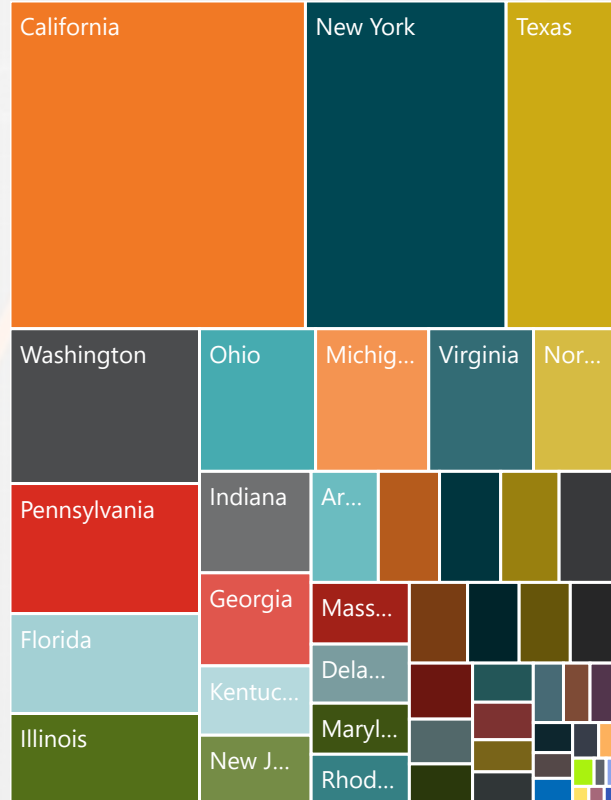 California
New York
Texas
Washington
Ohio
Michig...
Virginia
Nor...
Pennsylvania
Indiana
Ar...
Georgia
Mass...
Florida
Dela...
Kentuc...
Maryl...
Illinois
New J...
Rhod...